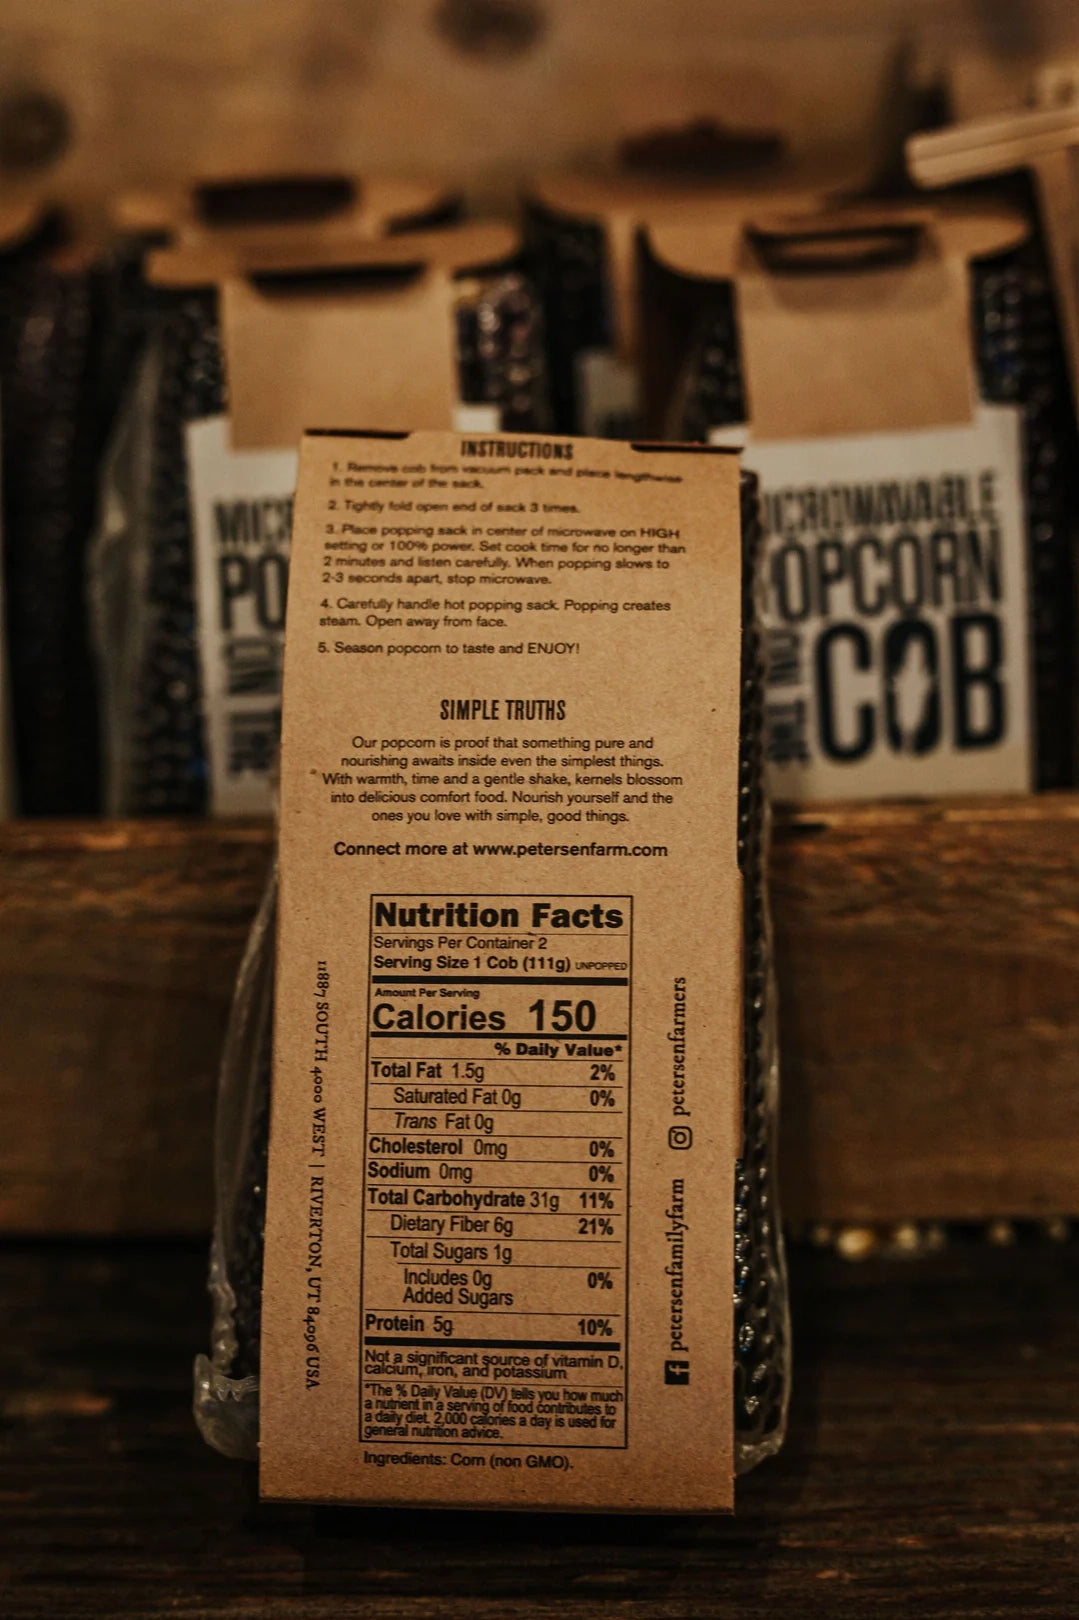 INSTRUCTIONS
1. Remove cob from vacuum pack and place lengthwise
in the center of the sack.
2. Tightly fold open end of sack 3 times.
3. Place popping sack in center of microwave on HIGH
setting or 100% power. Set cook time for no longer than
2 minutes and listen carefully. When popping slows to
2-3 seconds apart, stop microwave.
4. Carefully handle hot popping sack. Popping creates
steam. Open away from face.
5. Season popcorn to taste and ENJOY!
SIMPLE TRUTHS
Our popcorn is proof that something pure and
nourishing awaits inside even the simplest things.
With warmth, time and a gentle shake, kernels blossom
into delicious comfort food. Nourish yourself and the
ones you love with simple, good things.
Connect more at www.petersenfarm.com
Nutrition Facts
Servings Per Container 2
Serving Size 1 Cob (111g) UNPOPPED
Amount Per Serving
Calories 150
% Daily Value*
Total Fat 1.5g 2%
Saturated Fat 0g 0%
Trans Fat 0g
Cholesterol 0mg 0%
Sodium 0mg 0%
Total Carbohydrate 31g 11%
Dietary Fiber 6g 21%
Total Sugars 1g
Includes 0g 0%
Added Sugars
Protein 5g 10%
Not a significant source of vitamin D,
calcium, iron, and potassium
*The % Daily Value (DV) tells you how much
a nutrient in a serving of food contributes to
a daily diet. 2,000 calories a day is used for
general nutrition advice.
Ingredients: Corn (non GMO).
11887 SOUTH 4000 WEST | RIVERTON, UT 84096 USA
petersenfamilyfarm
petersenfarmers
MIC
PO
ON THE
ICROWAVABLE
OPCORN
ON THE
COB